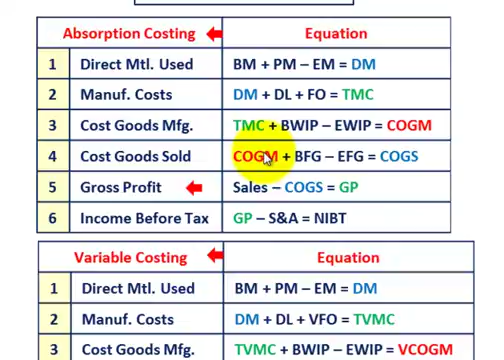 Absorption Costing Equation
1 Direct Mtl. Used BM + PM – EM = DM
2 Manuf. Costs DM + DL + FO = TMC
3 Cost Goods Mfg. TMC + BWIP – EWIP = COGM
4 Cost Goods Sold COGM + BFG – EFG = COGS
5 Gross Profit Sales – COGS = GP
6 Income Before Tax GP – S&A = NIBT
Variable Costing Equation
1 Direct Mtl. Used BM + PM – EM = DM
2 Manuf. Costs DM + DL + VFO = TVMC
3 Cost Goods Mfg. TVMC + BWIP – EWIP = VCOGM